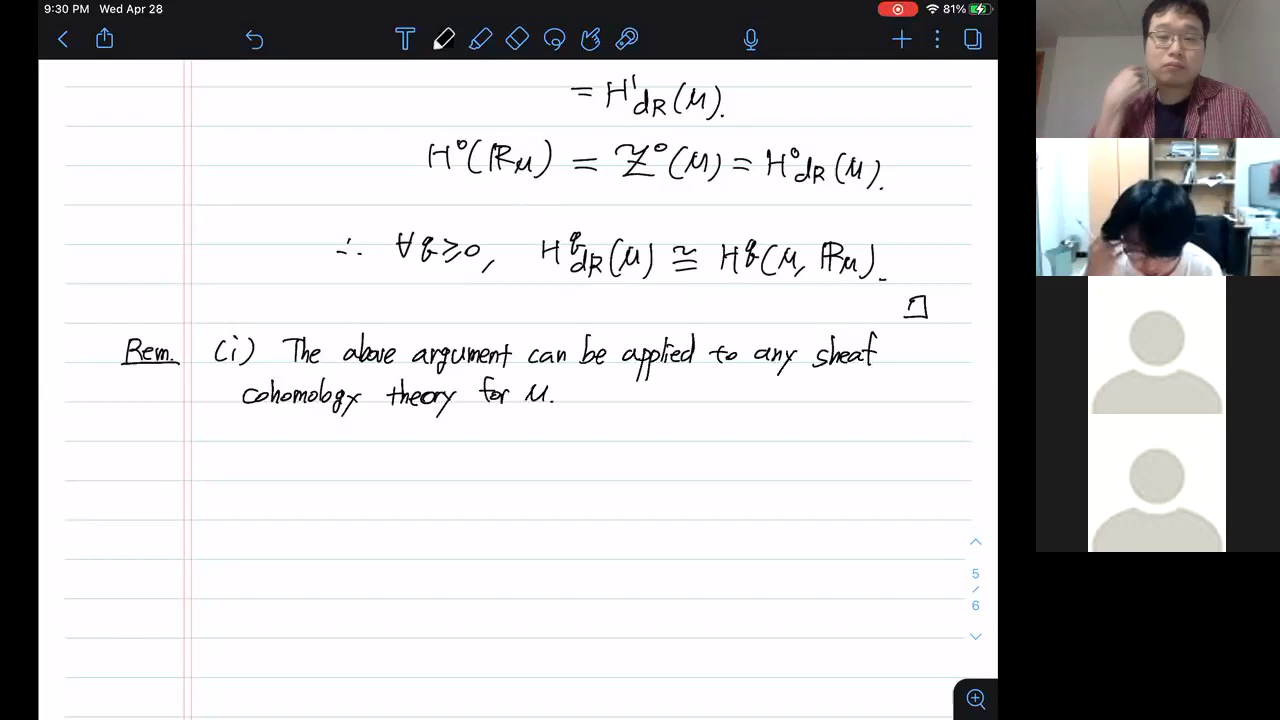 9:30 PM Wed Apr 28
81%
T
= H¹dR(M).
H⁰(ℝM) = Z⁰(M) = H⁰dR(M).
∴ ∀q≥0, HqdR(M) ≅ Hq(M, ℝM).
Rem. (i) The above argument can be applied to any sheaf
cohomology theory for M.
5
/
6